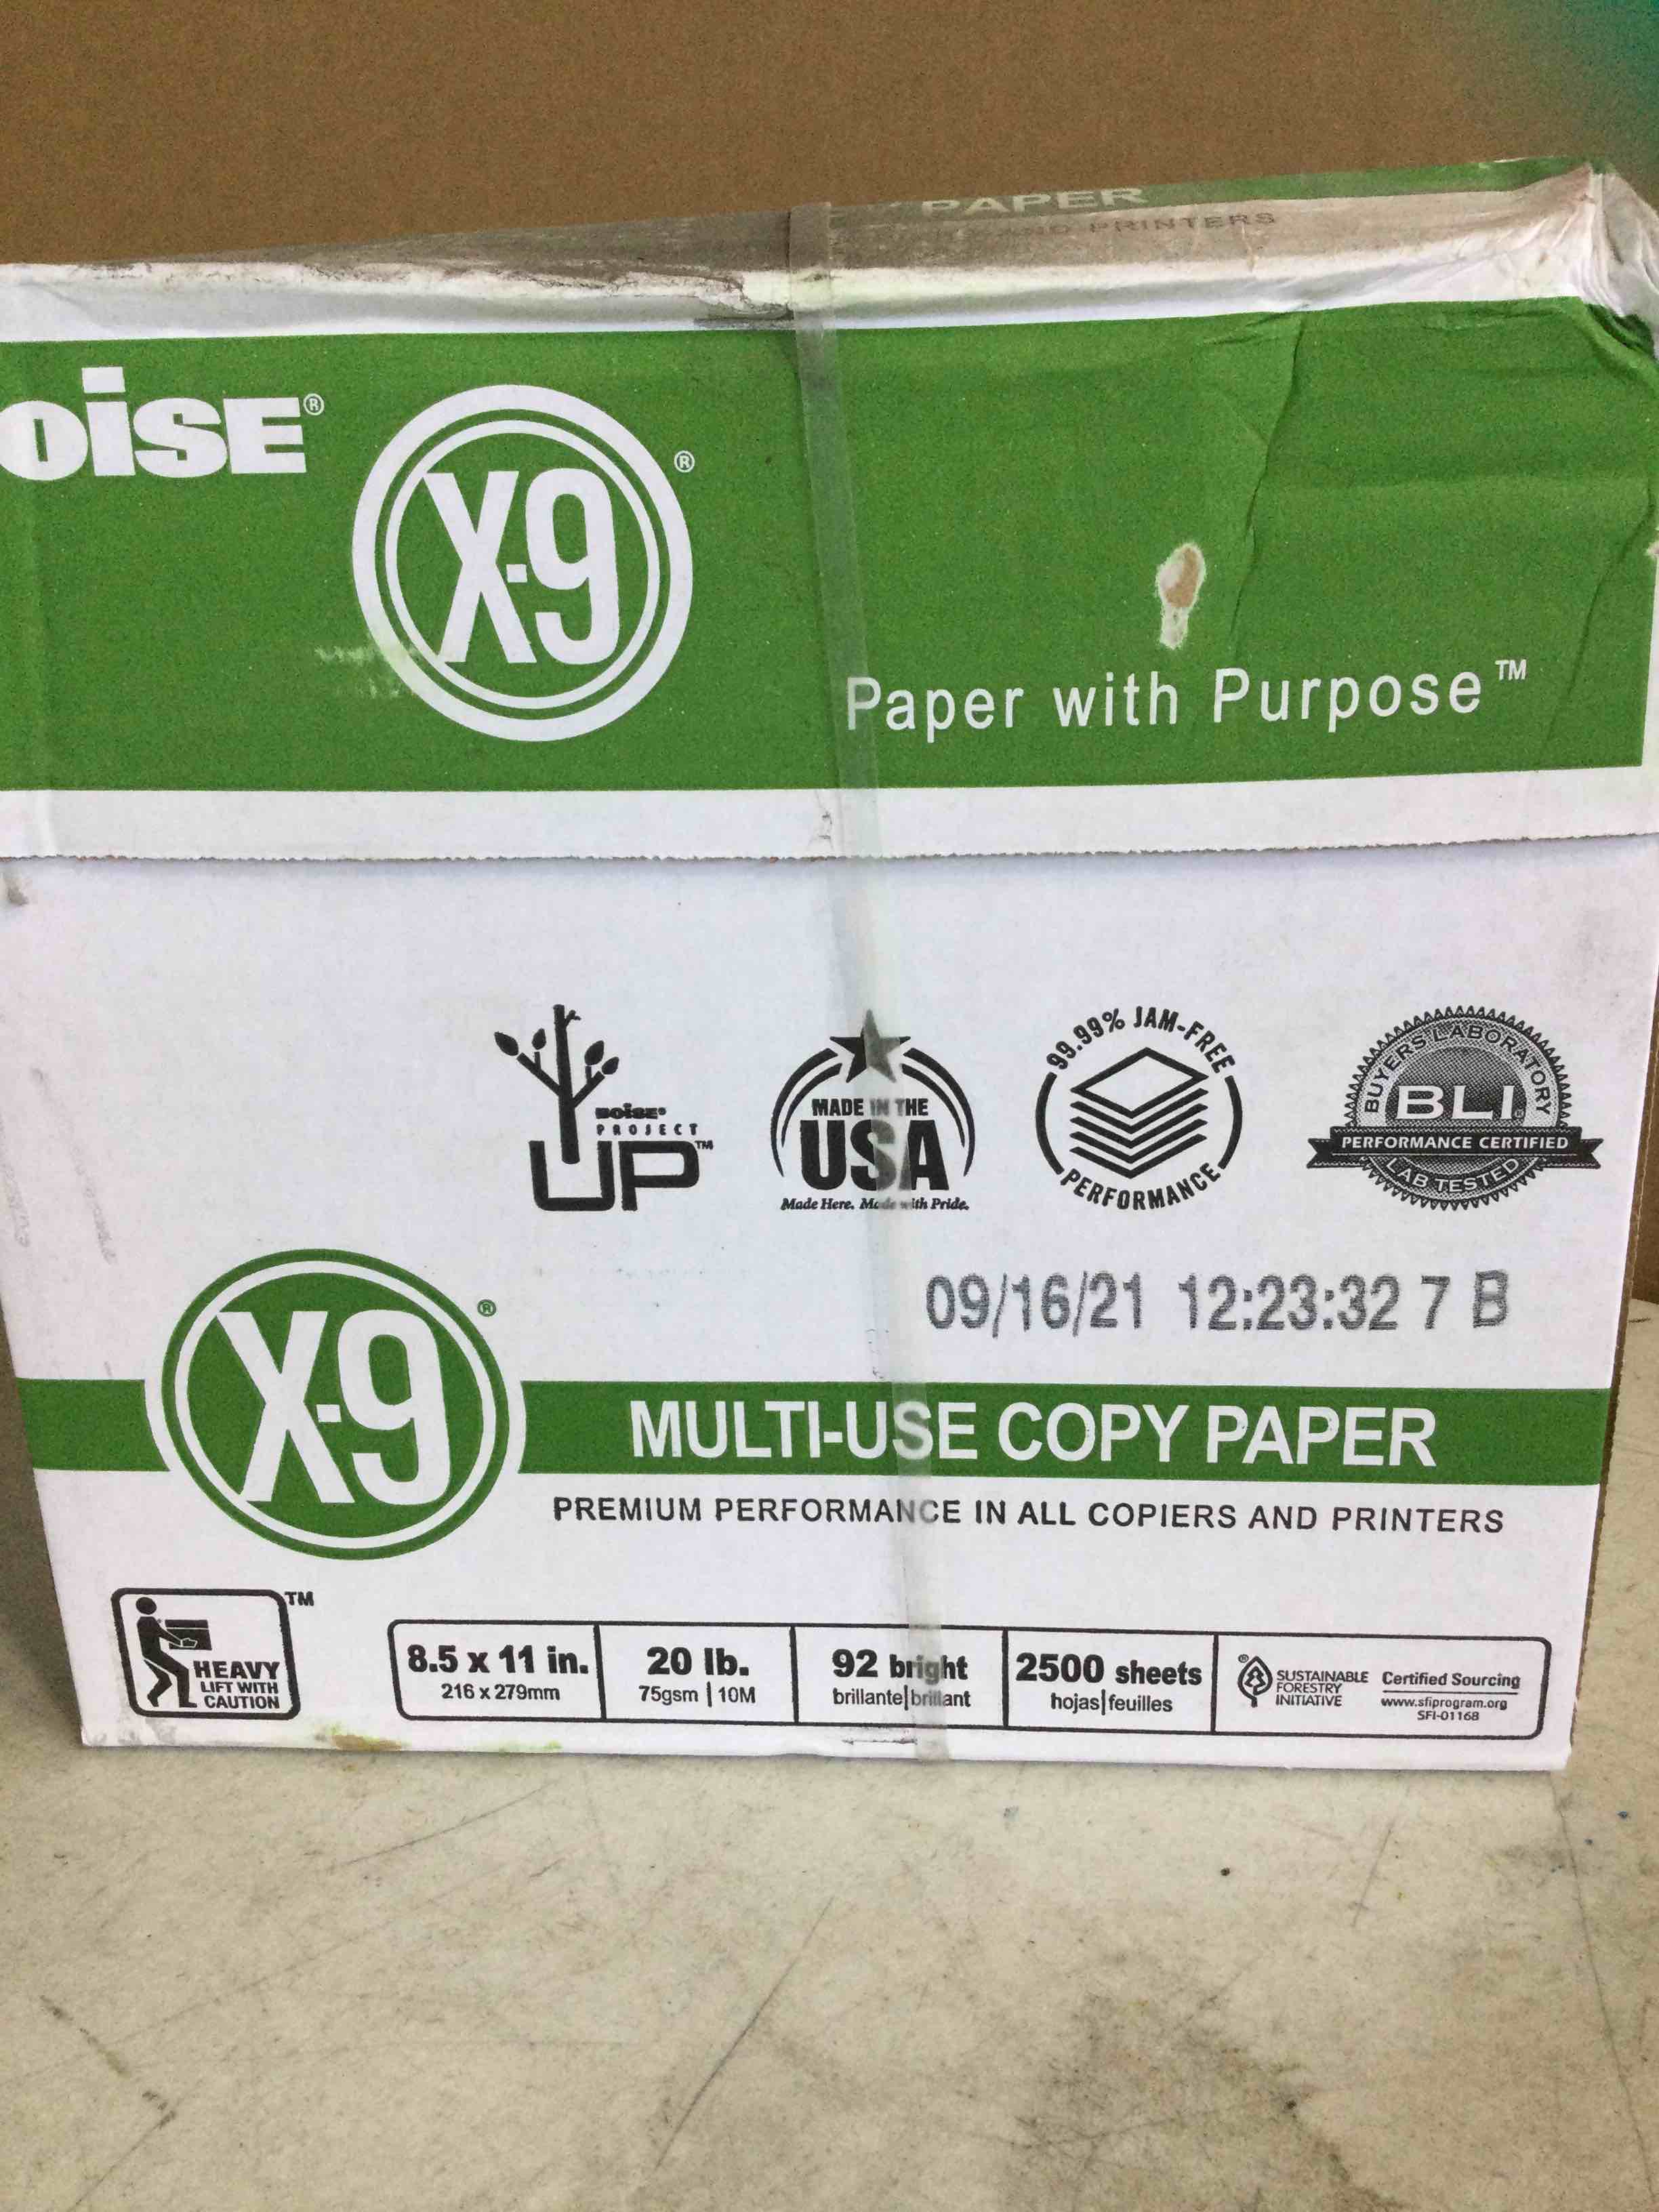 PAPER
AND PRINTERS
OiSE®
X-9®
Paper with Purpose™
BOISE®
PROJECT
UP™
MADE IN THE
USA
Made Here. Made with Pride.
99.99% JAM-FREE
PERFORMANCE
BUYERS LABORATORY
BLI®
PERFORMANCE CERTIFIED
LAB TESTED
09/16/21 12:23:32 7 B
X-9®
MULTI-USE COPY PAPER
PREMIUM PERFORMANCE IN ALL COPIERS AND PRINTERS
TM
HEAVY
LIFT WITH
CAUTION
8.5 x 11 in.
216 x 279mm
20 lb.
75gsm | 10M
92 bright
brillante|brillant
2500 sheets
hojas|feuilles
®
SUSTAINABLE
FORESTRY
INITIATIVE
Certified Sourcing
www.sfiprogram.org
SFI-01168